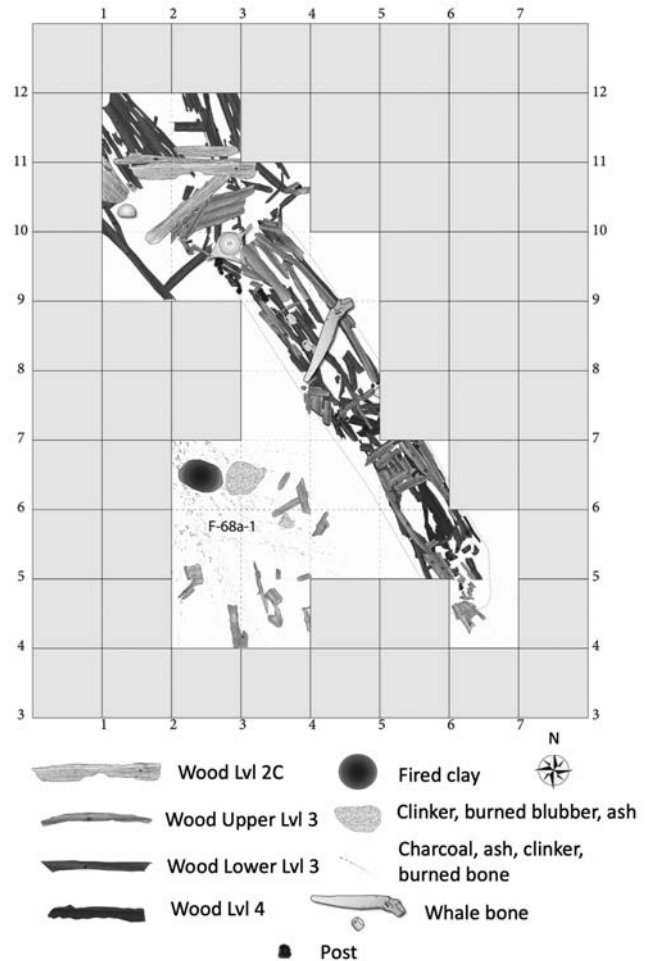 1 2 3 4 5 6 7
12 12
11 11
10 10
9 9
8 8
7 7
6 6
F-68a-1
5 5
4 4
3 3
1 2 3 4 5 6 7
N
Wood Lvl 2C
Fired clay
Wood Upper Lvl 3
Clinker, burned blubber, ash
Wood Lower Lvl 3
Charcoal, ash, clinker,
burned bone
Wood Lvl 4
Whale bone
Post